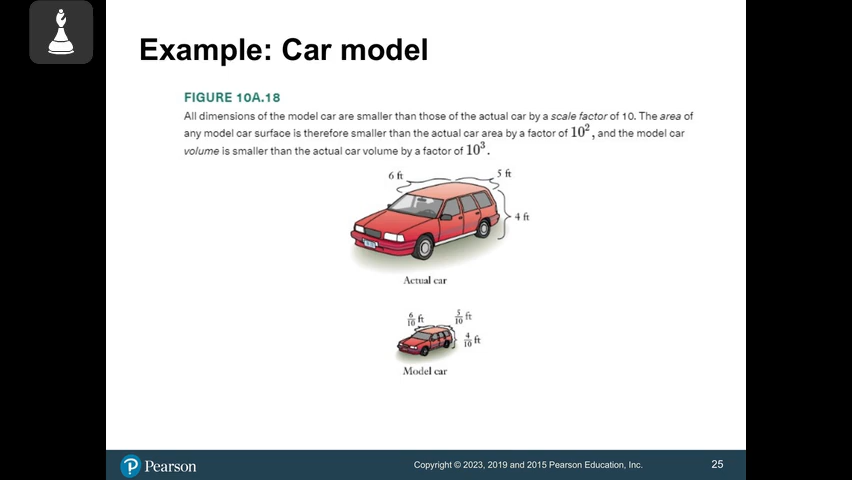 Example: Car model
FIGURE 10A.18
All dimensions of the model car are smaller than those of the actual car by a scale factor of 10. The area of
any model car surface is therefore smaller than the actual car area by a factor of 10², and the model car
volume is smaller than the actual car volume by a factor of 10³.
6 ft
5 ft
4 ft
Actual car
6/10 ft
5/10 ft
4/10 ft
Model car
Pearson
Copyright © 2023, 2019 and 2015 Pearson Education, Inc.
25